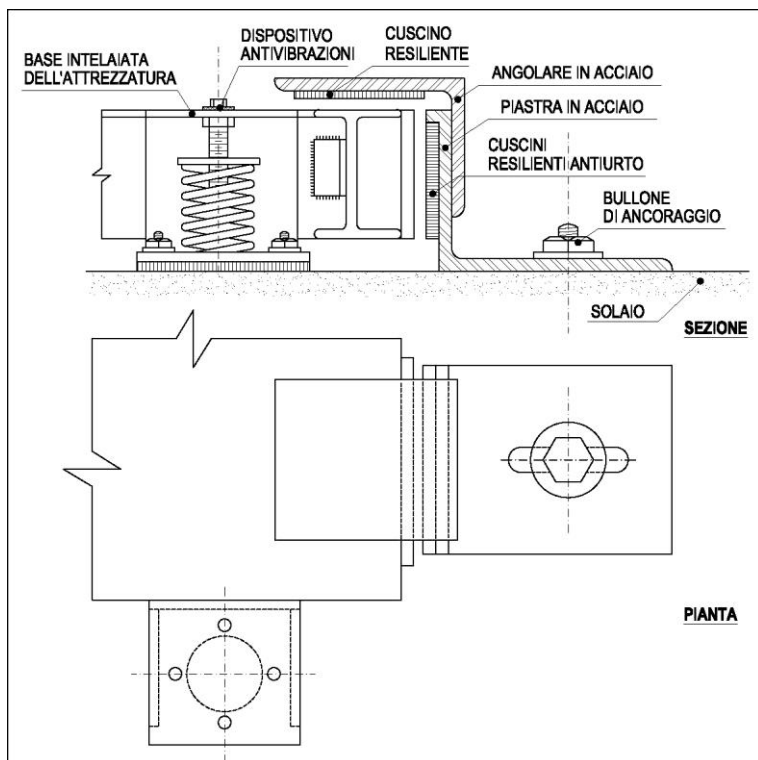 DISPOSITIVO
ANTIVIBRAZIONI
CUSCINO
RESILIENTE
BASE INTELAIATA
DELL'ATTREZZATURA
ANGOLARE IN ACCIAIO
PIASTRA IN ACCIAIO
CUSCINI
RESILIENTI ANTIURTO
BULLONE
DI ANCORAGGIO
SOLAIO
SEZIONE
PIANTA